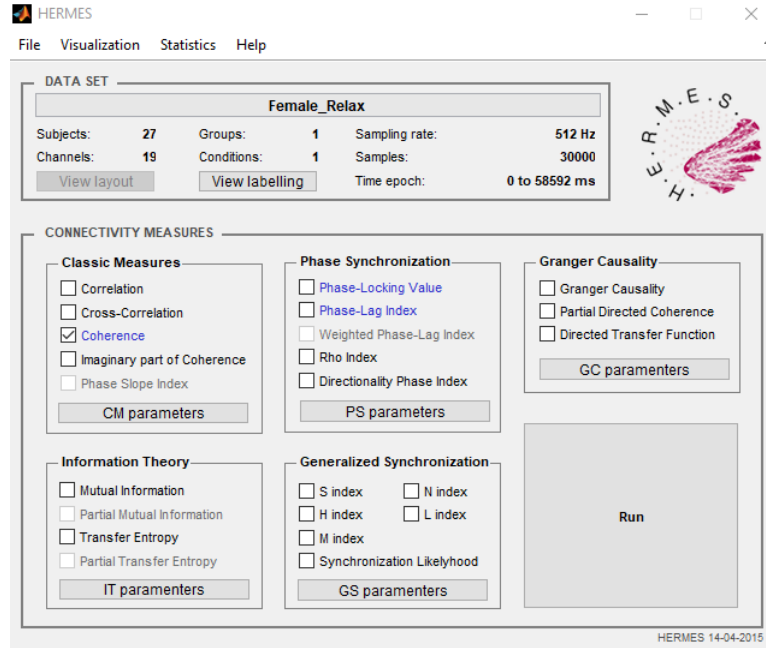 HERMES
File Visualization Statistics Help
DATA SET
Female_Relax
Subjects: 27 Groups: 1 Sampling rate: 512 Hz
Channels: 19 Conditions: 1 Samples: 30000
View layout View labelling Time epoch: 0 to 58592 ms
H.E.R.M.E.S.
CONNECTIVITY MEASURES
Classic Measures
Correlation
Cross-Correlation
Coherence
Imaginary part of Coherence
Phase Slope Index
CM parameters
Phase Synchronization
Phase-Locking Value
Phase-Lag Index
Weighted Phase-Lag Index
Rho Index
Directionality Phase Index
PS parameters
Granger Causality
Granger Causality
Partial Directed Coherence
Directed Transfer Function
GC paramenters
Information Theory
Mutual Information
Partial Mutual Information
Transfer Entropy
Partial Transfer Entropy
IT paramenters
Generalized Synchronization
S index N index
H index L index
M index
Synchronization Likelyhood
GS paramenters
Run
HERMES 14-04-2015